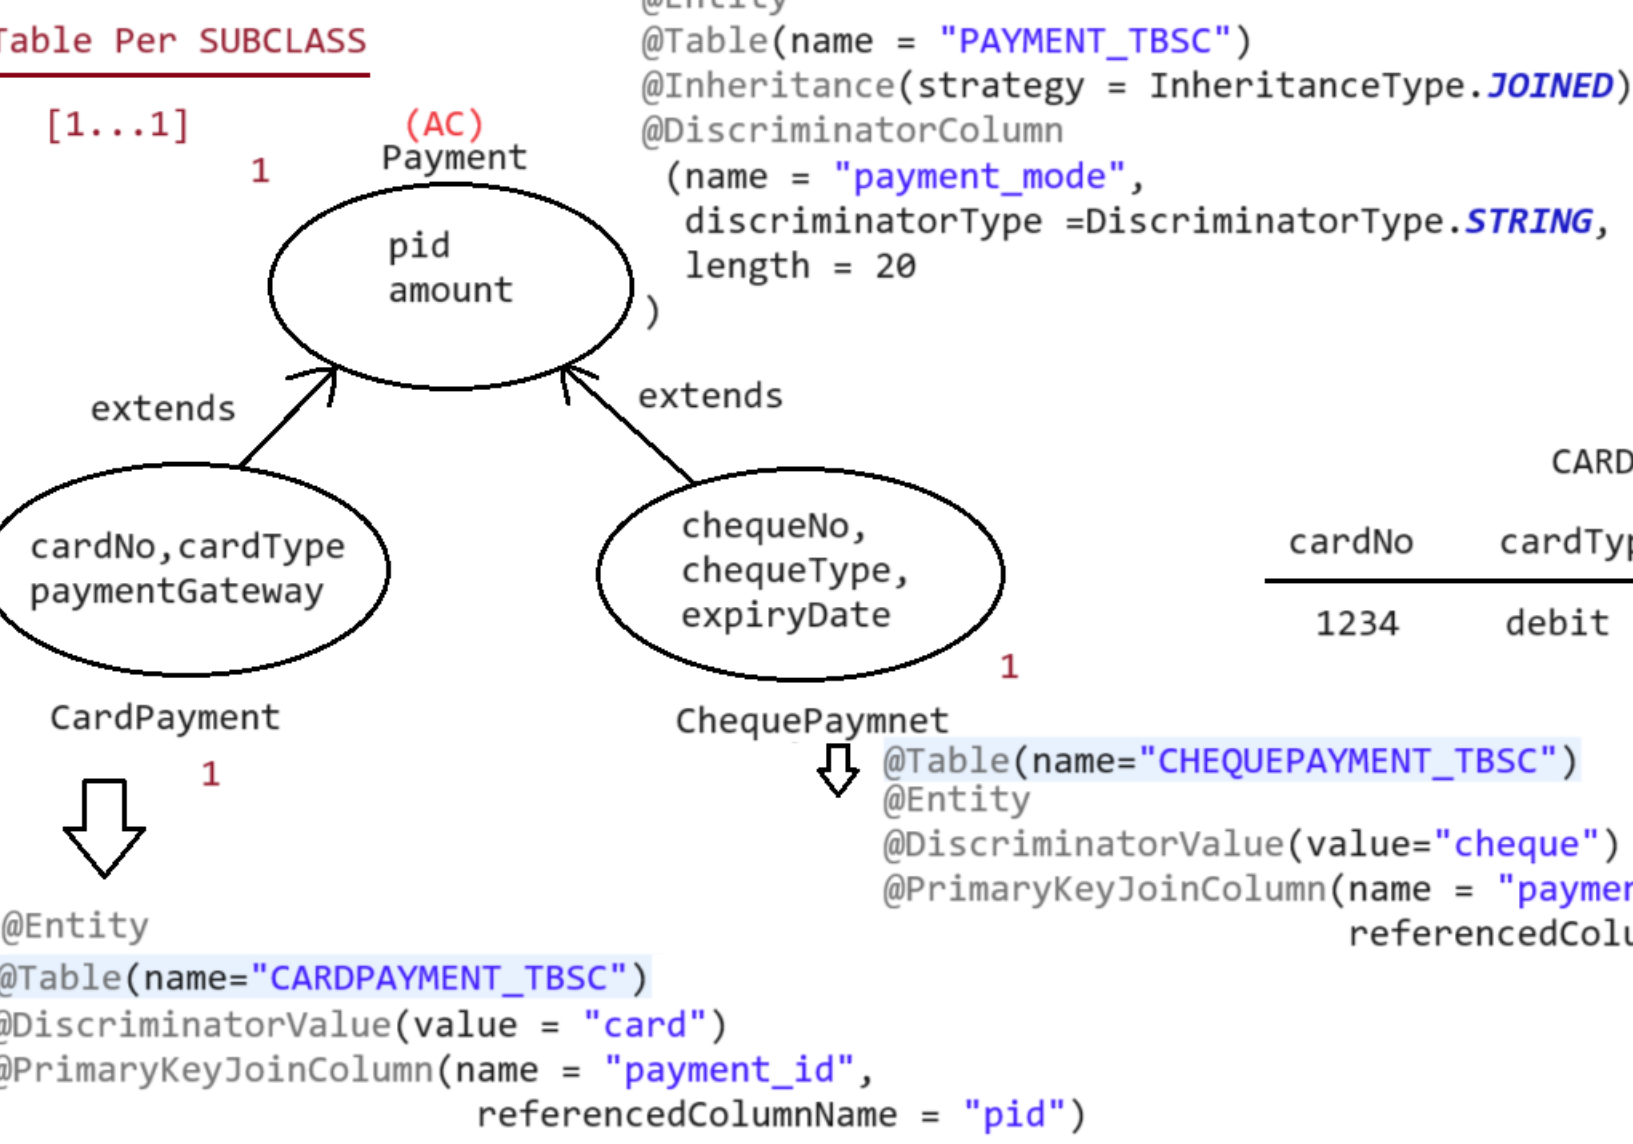 Table Per SUBCLASS
[1...1]
1
(AC)
Payment
pid
amount
@Entity
@Table(name = "PAYMENT_TBSC")
@Inheritance(strategy = InheritanceType.JOINED)
@DiscriminatorColumn
(name = "payment_mode",
discriminatorType =DiscriminatorType.STRING,
length = 20
)
extends
extends
cardNo,cardType
paymentGateway
chequeNo,
chequeType,
expiryDate
CARD
cardNo
1234 debit
CardPayment
1
ChequePaymnet
1
@Table(name="CHEQUEPAYMENT_TBSC")
@Entity
@DiscriminatorValue(value="cheque")
@PrimaryKeyJoinColumn(name = "
@Entity
@Table(name="CARDPAYMENT_TBSC")
@DiscriminatorValue(value = "card")
@PrimaryKeyJoinColumn(name = "payment_id",
referencedColumnName = "pid")